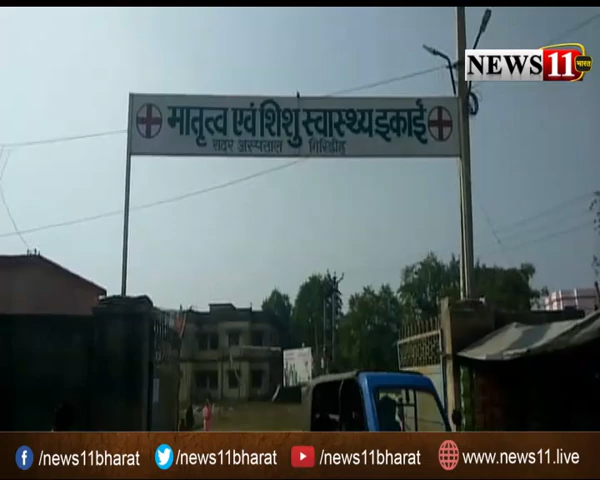 NEWS 11 भारत
मातृत्व एवं शिशु स्वास्थ्य इकाई
सदर अस्पताल गिरिडीह
/news11bharat /news11bharat /news11bharat www.news11.live